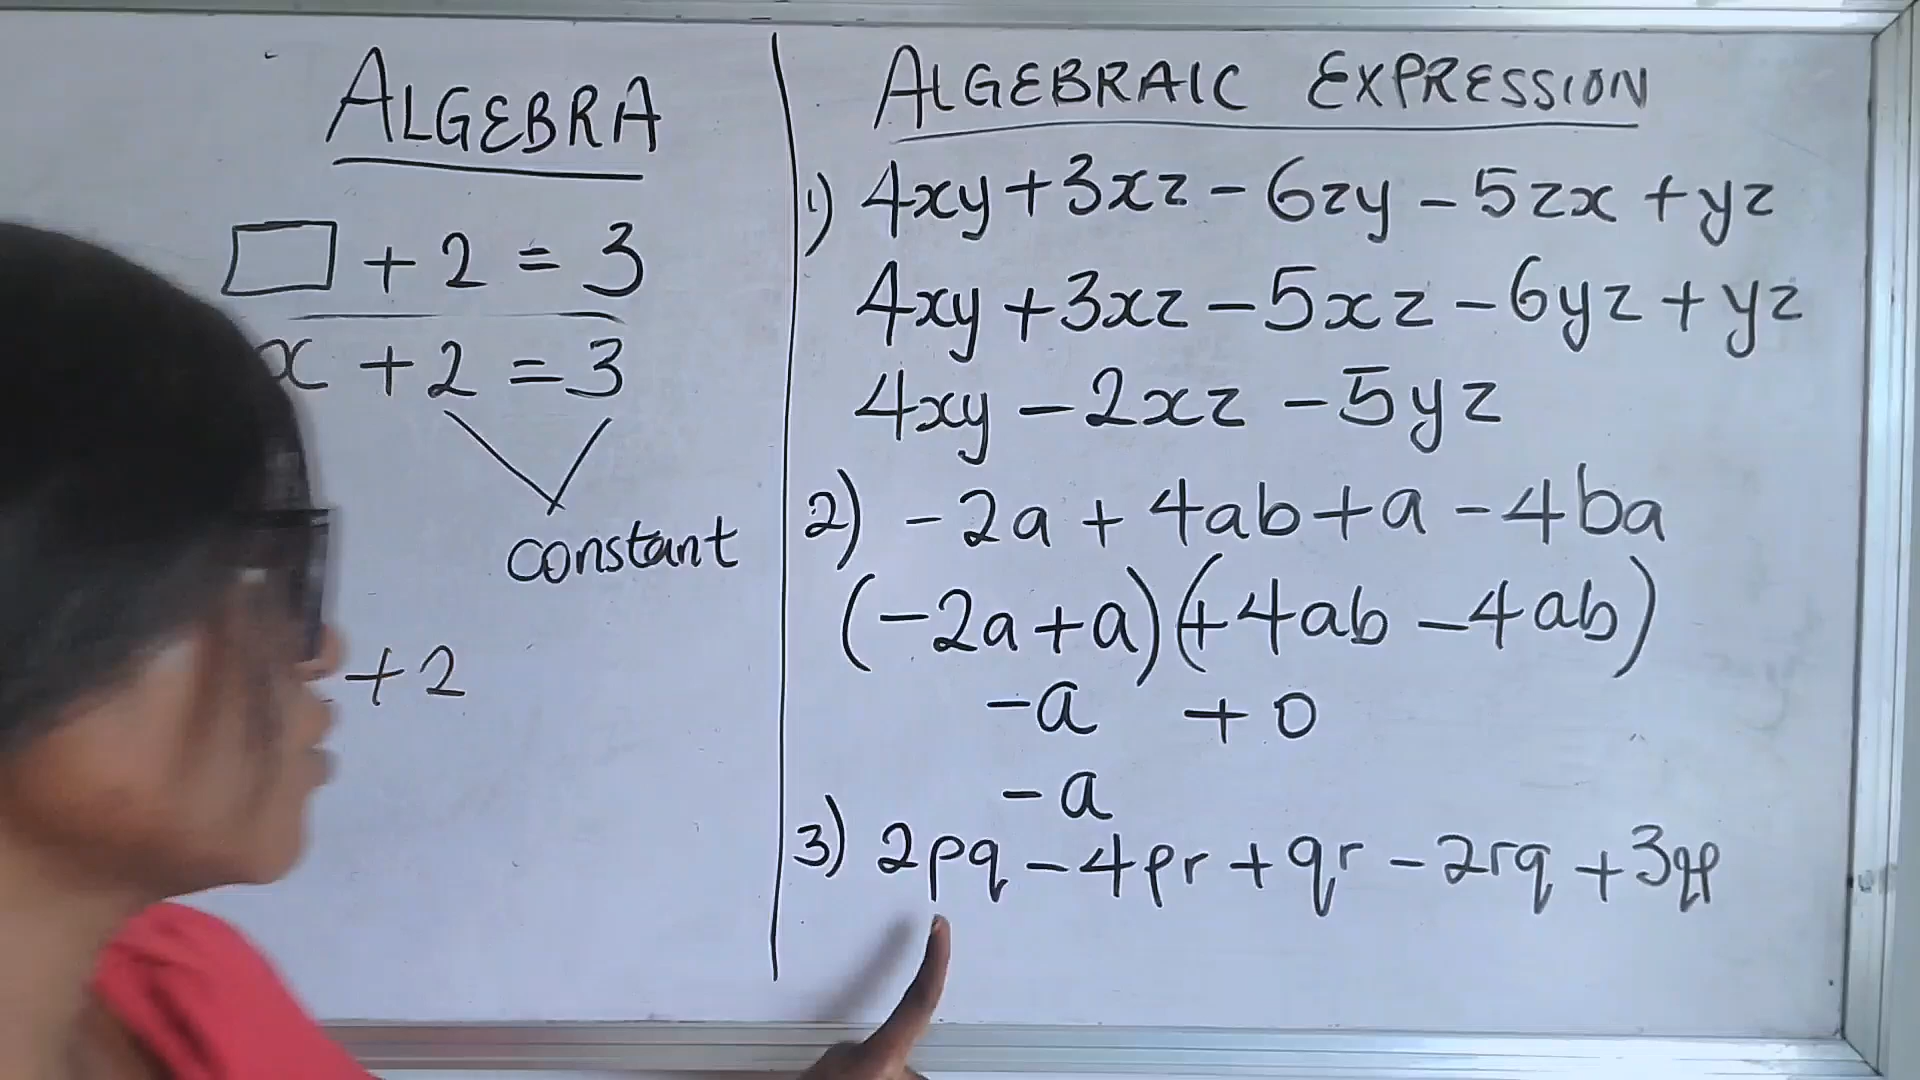 ALGEBRA
□ + 2 = 3
x + 2 = 3
constant
+ 2
ALGEBRAIC EXPRESSION
1) 4xy + 3xz - 6zy - 5zx + yz
4xy + 3xz - 5xz - 6yz + yz
4xy - 2xz - 5yz
2) -2a + 4ab + a - 4ba
(-2a + a) (+4ab - 4ab)
-a + 0
-a
3) 2pq - 4pr + qr - 2rq + 3qp